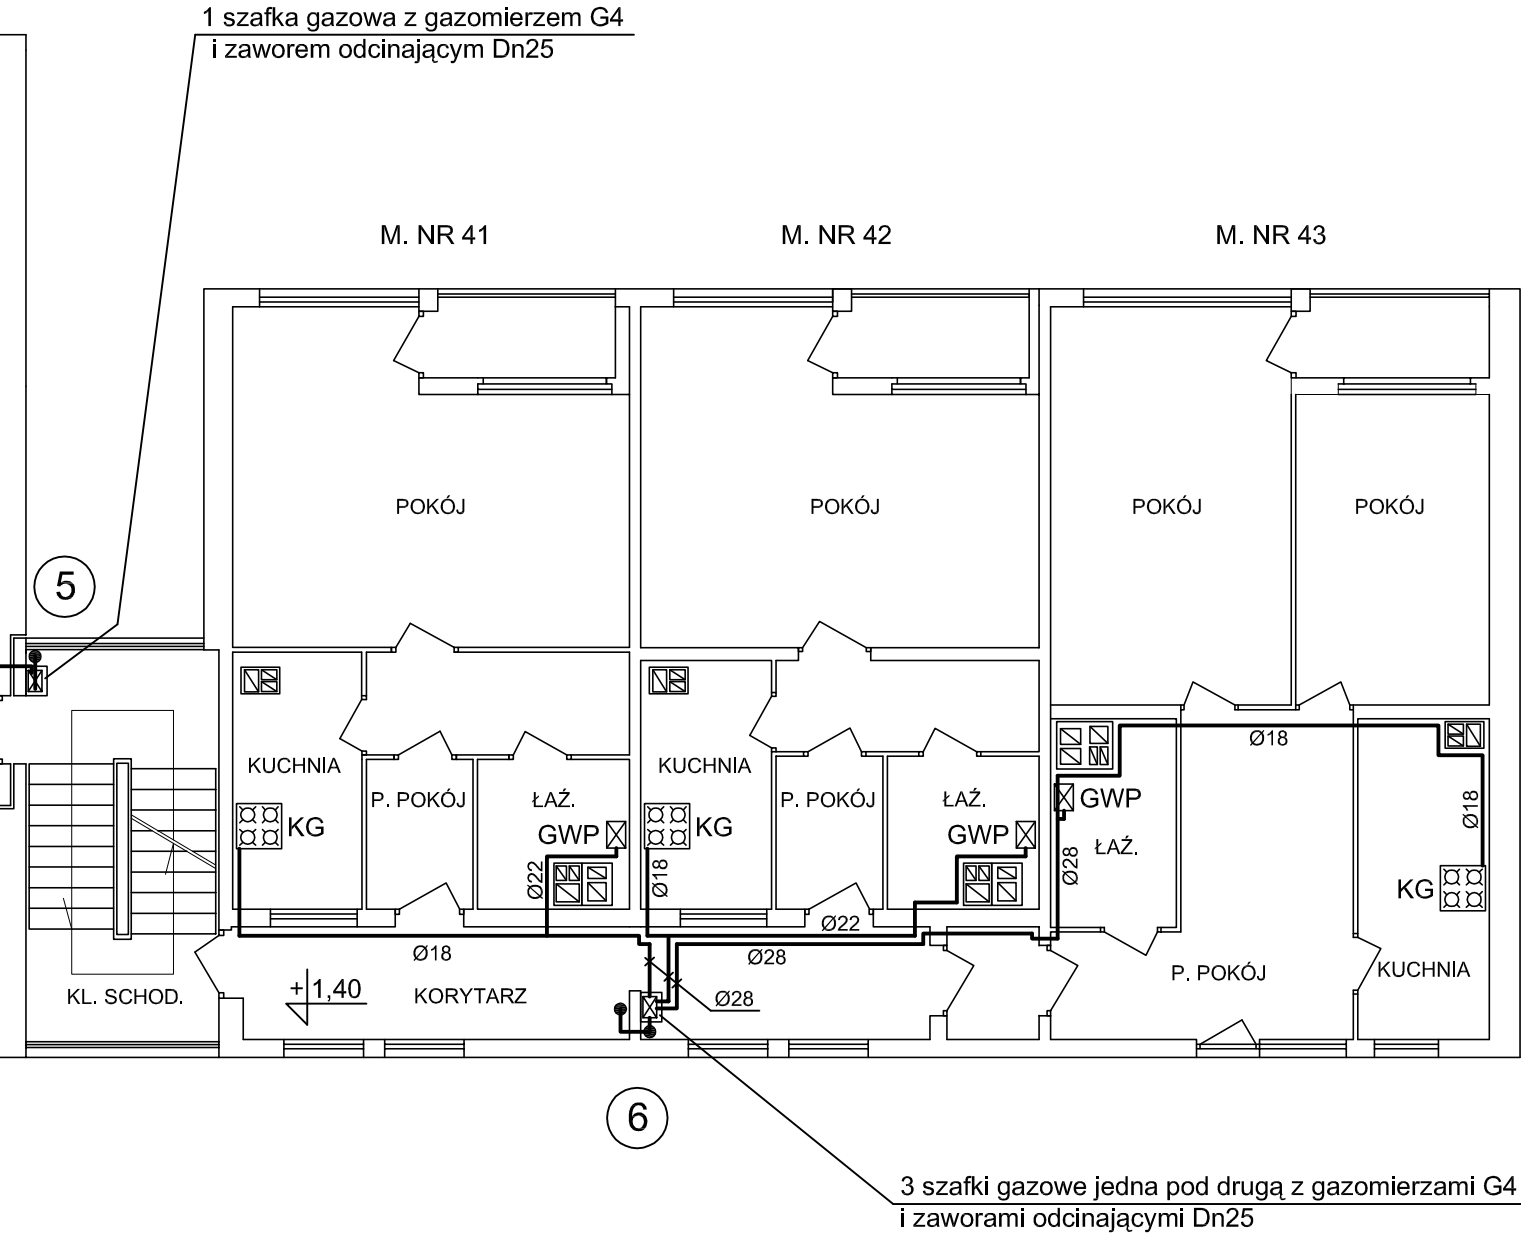 1 szafka gazowa z gazomierzem G4
i zaworem odcinającym Dn25
M. NR 41
M. NR 42
M. NR 43
POKÓJ
POKÓJ
POKÓJ
POKÓJ
5
KUCHNIA
P. POKÓJ
ŁAŹ.
KG
GWP
Ø22
KUCHNIA
P. POKÓJ
ŁAŹ.
KG
GWP
Ø18
Ø22
Ø18
GWP
ŁAŹ.
Ø28
Ø18
KG
Ø18
Ø28
KL. SCHOD.
+1,40
KORYTARZ
Ø28
P. POKÓJ
KUCHNIA
6
3 szafki gazowe jedna pod drugą z gazomierzami G4
i zaworami odcinającymi Dn25